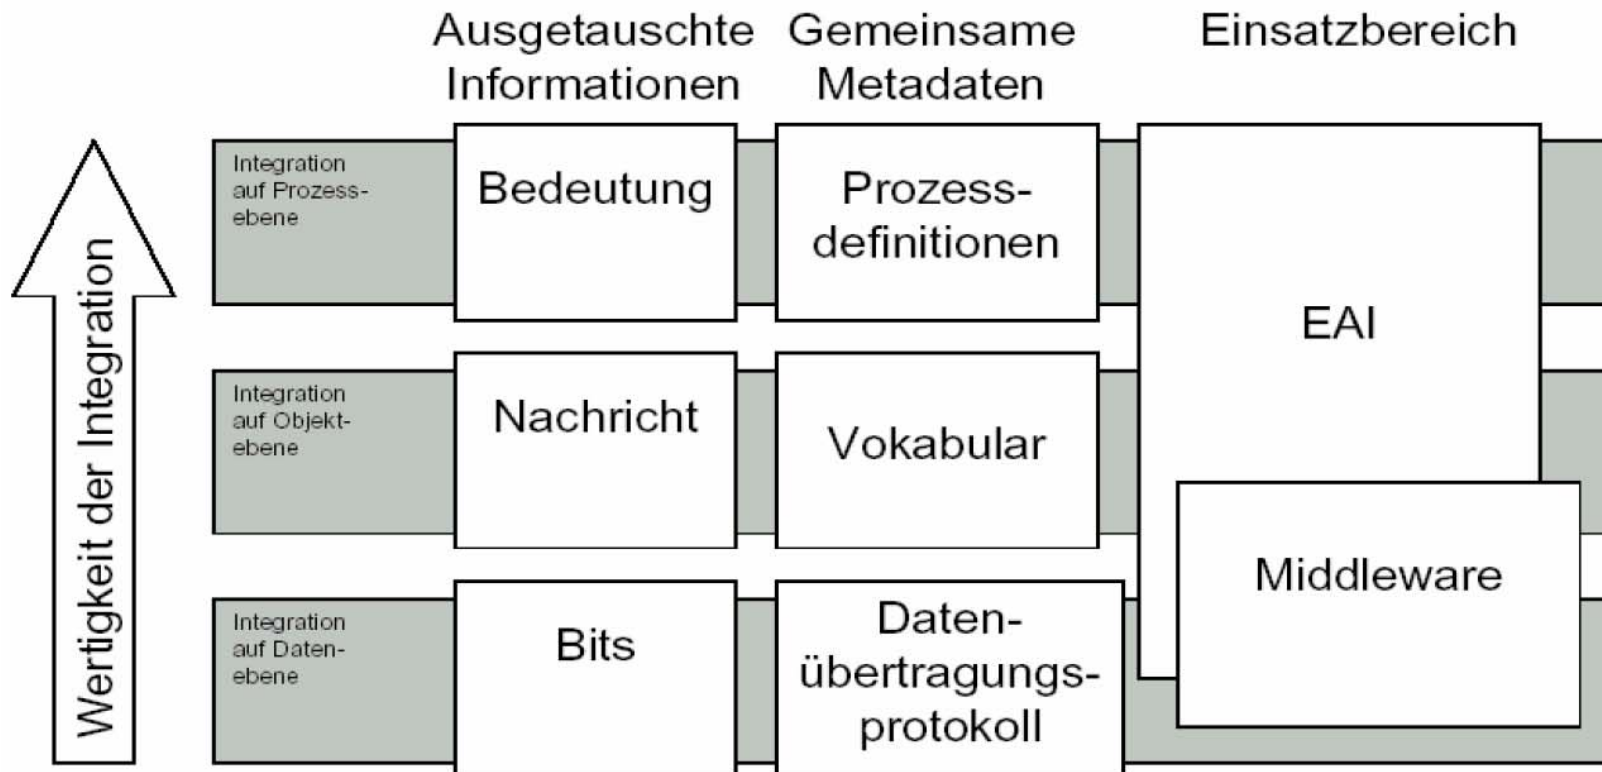 Ausgetauschte
Informationen
Gemeinsame
Metadaten
Einsatzbereich
Wertigkeit der Integration
Integration
auf Prozess-
ebene
Bedeutung
Prozess-
definitionen
EAI
Integration
auf Objekt-
ebene
Nachricht
Vokabular
Middleware
Integration
auf Daten-
ebene
Bits
Daten-
übertragungs-
protokoll